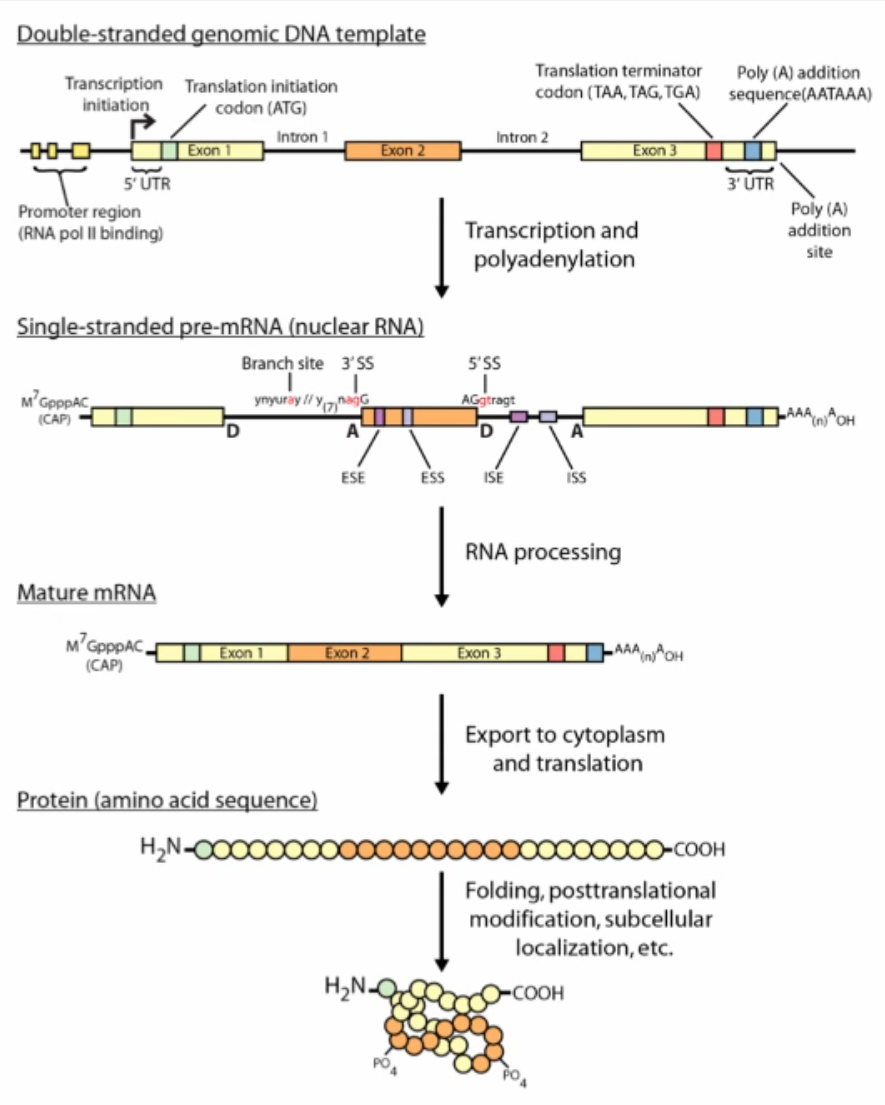 Double-stranded genomic DNA template
Transcription
initiation
Translation initiation
codon (ATG)
Translation terminator
codon (TAA, TAG, TGA)
Poly (A) addition
sequence(AATAAA)
Exon 1
Intron 1
Exon 2
Intron 2
Exon 3
5' UTR
3' UTR
Promoter region
(RNA pol II binding)
Poly (A)
addition
site
Transcription and
polyadenylation
Single-stranded pre-mRNA (nuclear RNA)
Branch site
3' SS
5' SS
ynyuray // y(7)nagG
AGgtragt
M7GpppAC
(CAP)
D
A
D
A
AAA(n)AOH
ESE
ESS
ISE
ISS
RNA processing
Mature mRNA
M7GpppAC
(CAP)
Exon 1
Exon 2
Exon 3
AAA(n)AOH
Export to cytoplasm
and translation
Protein (amino acid sequence)
H2N
COOH
Folding, posttranslational
modification, subcellular
localization, etc.
H2N
COOH
PO4
PO4